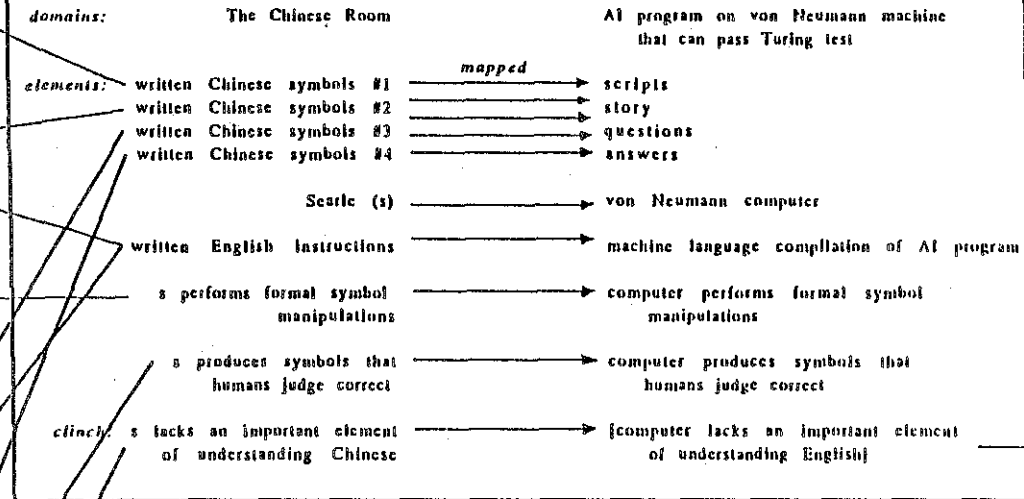 domains: The Chinese Room AI program on von Neumann machine
that can pass Turing test
mapped
elements: written Chinese symbols #1 scripts
written Chinese symbols #2 story
written Chinese symbols #3 questions
written Chinese symbols #4 answers
Searle (s) von Neumann computer
written English instructions machine language compilation of AI program
s performs formal symbol computer performs formal symbol
manipulations manipulations
s produces symbols that computer produces symbols that
humans judge correct humans judge correct
clinch: s lacks an important element [computer lacks an important element
of understanding Chinese of understanding English]